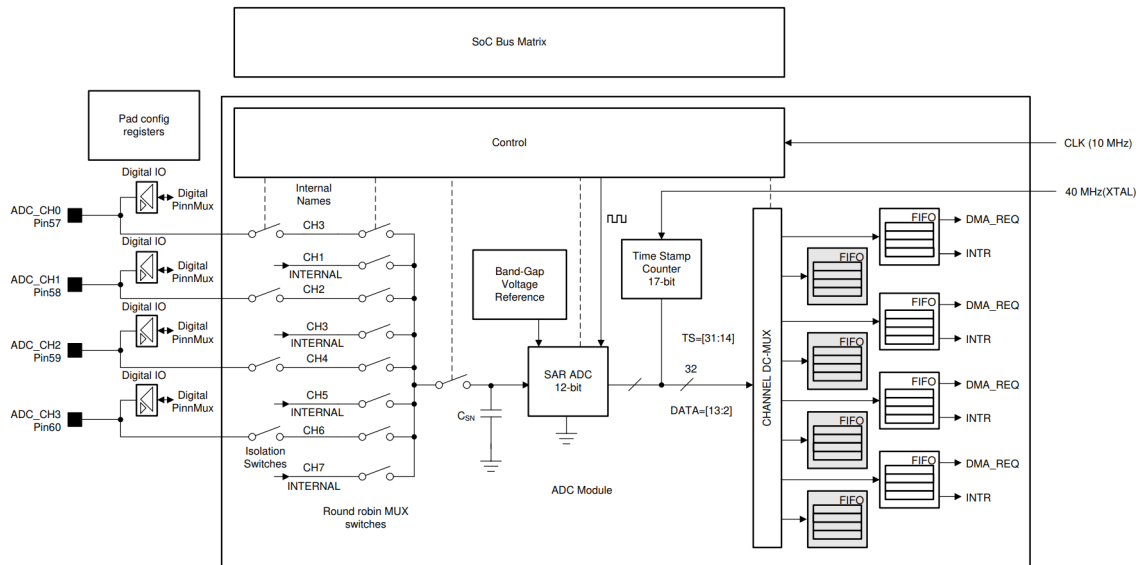 SoC Bus Matrix
Pad config
registers
Control
CLK (10 MHz)
40 MHz(XTAL)
Digital IO
Digital
PinnMux
ADC_CH0
Pin57
Digital IO
Digital
PinnMux
ADC_CH1
Pin58
Digital IO
Digital
PinnMux
ADC_CH2
Pin59
Digital IO
Digital
PinnMux
ADC_CH3
Pin60
Internal
Names
CH3
CH1
INTERNAL
CH2
CH3
INTERNAL
CH4
CH5
INTERNAL
CH6
Isolation
Switches
CH7
INTERNAL
Round robin MUX
switches
Band-Gap
Voltage
Reference
Time Stamp
Counter
17-bit
SAR ADC
12-bit
CSN
TS=[31:14]
32
DATA=[13:2]
ADC Module
CHANNEL DC-MUX
FIFO
DMA_REQ
INTR
FIFO
FIFO
DMA_REQ
INTR
FIFO
FIFO
DMA_REQ
INTR
FIFO
FIFO
DMA_REQ
INTR
FIFO